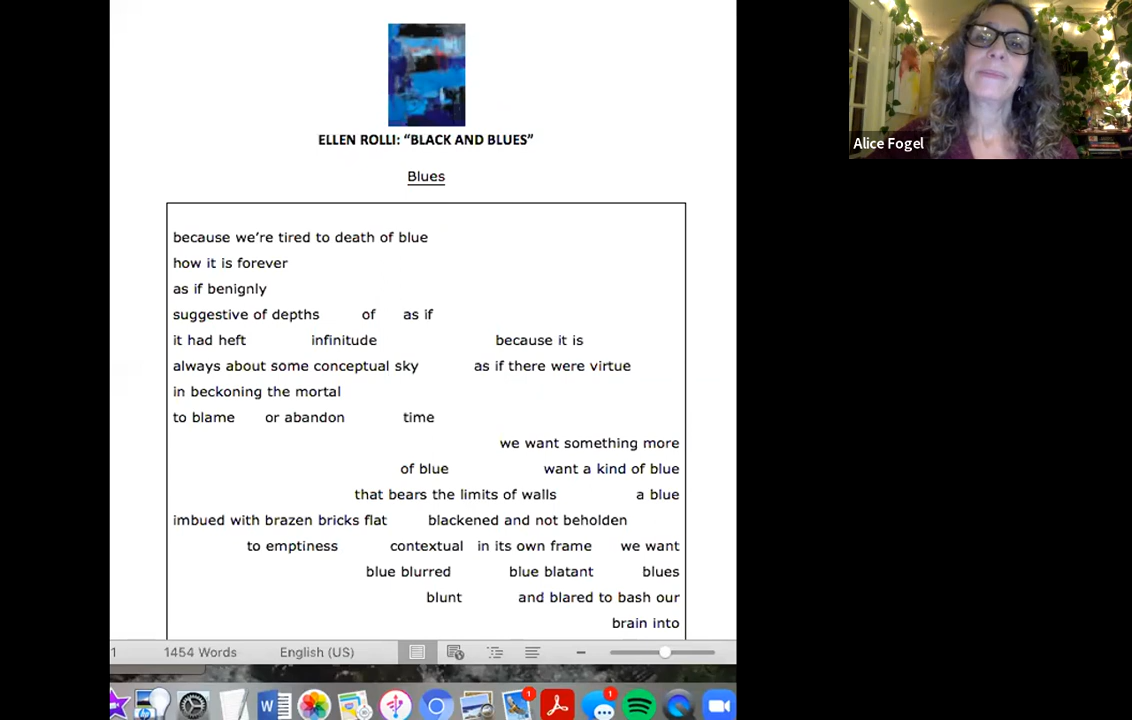 ELLEN ROLLI: “BLACK AND BLUES”
Alice Fogel
Blues
because we’re tired to death of blue
how it is forever
as if benignly
suggestive of depths of as if
it had heft infinitude because it is
always about some conceptual sky as if there were virtue
in beckoning the mortal
to blame or abandon time
we want something more
of blue want a kind of blue
that bears the limits of walls a blue
imbued with brazen bricks flat blackened and not beholden
to emptiness contextual in its own frame we want
blue blurred blue blatant blues
blunt and blared to bash our
brain into
1 1454 Words English (US)
W 1 1